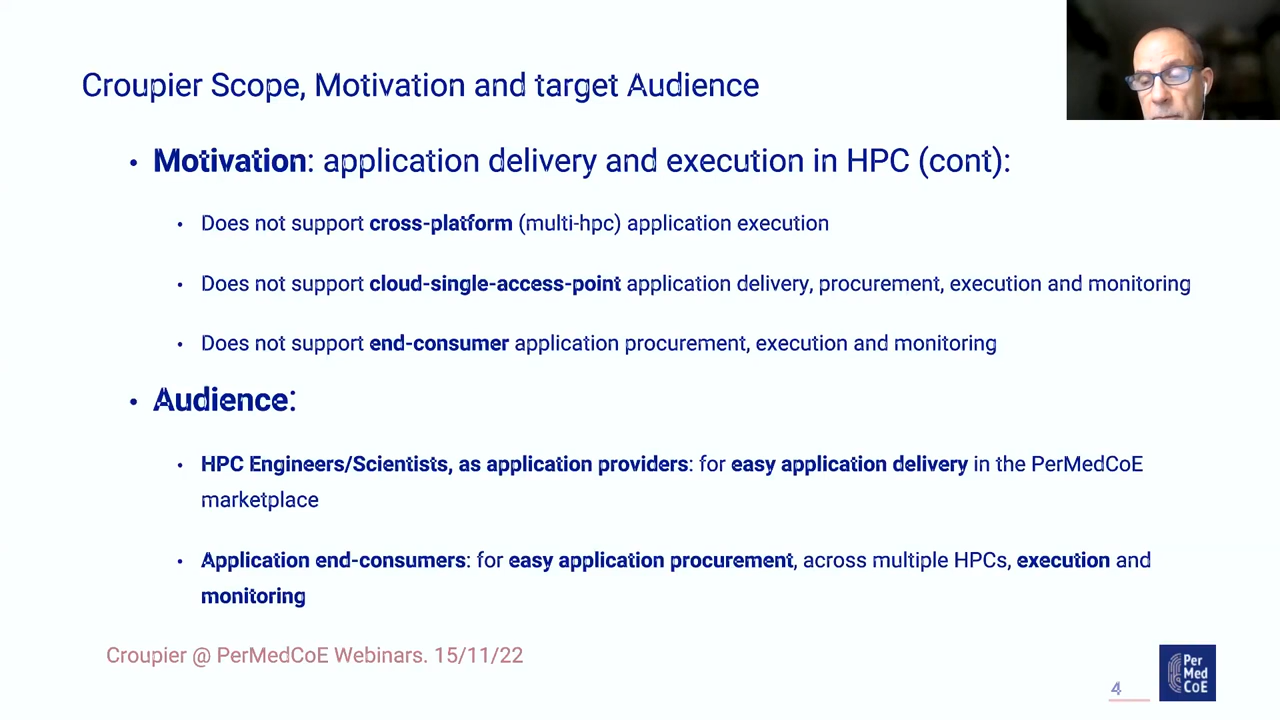 Croupier Scope, Motivation and target Audience
• Motivation: application delivery and execution in HPC (cont):
• Does not support cross-platform (multi-hpc) application execution
• Does not support cloud-single-access-point application delivery, procurement, execution and monitoring
• Does not support end-consumer application procurement, execution and monitoring
• Audience:
• HPC Engineers/Scientists, as application providers: for easy application delivery in the PerMedCoE
marketplace
• Application end-consumers: for easy application procurement, across multiple HPCs, execution and
monitoring
Croupier @ PerMedCoE Webinars. 15/11/22
4
Per
Med
CoE